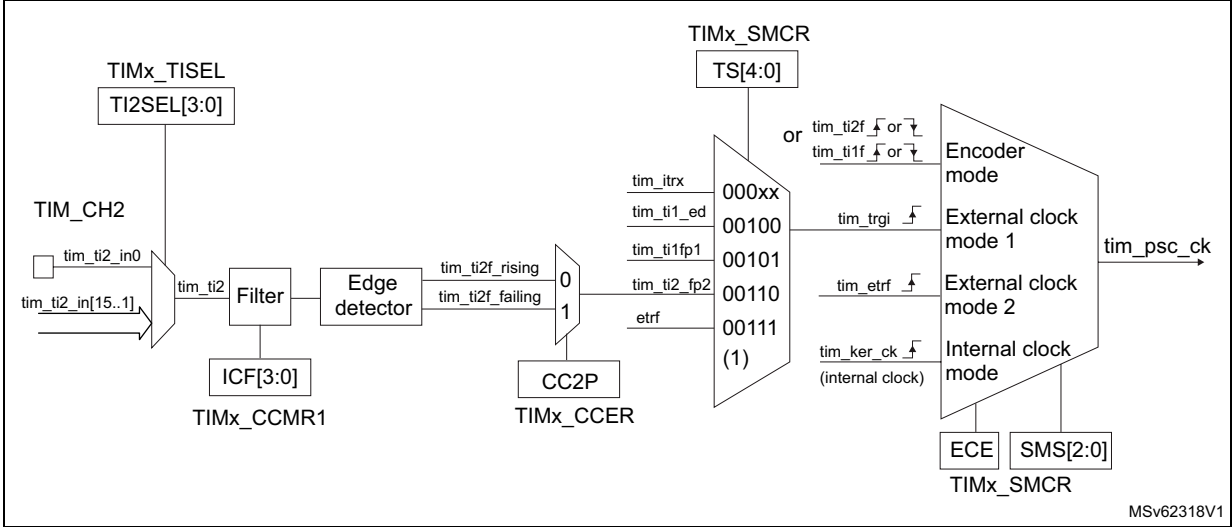 TIMx_SMCR
TS[4:0]
TIMx_TISEL
TI2SEL[3:0]
TIM_CH2
tim_ti2_in0
tim_ti2_in[15..1]
tim_ti2
Filter
ICF[3:0]
TIMx_CCMR1
Edge
detector
tim_ti2f_rising
tim_ti2f_failing
0
1
CC2P
TIMx_CCER
tim_itrx
000xx
tim_ti1_ed
00100
tim_ti1fp1
00101
tim_ti2_fp2
00110
etrf
00111
(1)
or
tim_ti2f or
tim_ti1f or
Encoder
mode
tim_trgi
External clock
mode 1
tim_etrf
External clock
mode 2
tim_ker_ck
(internal clock)
Internal clock
mode
tim_psc_ck
ECE
SMS[2:0]
TIMx_SMCR
MSv62318V1